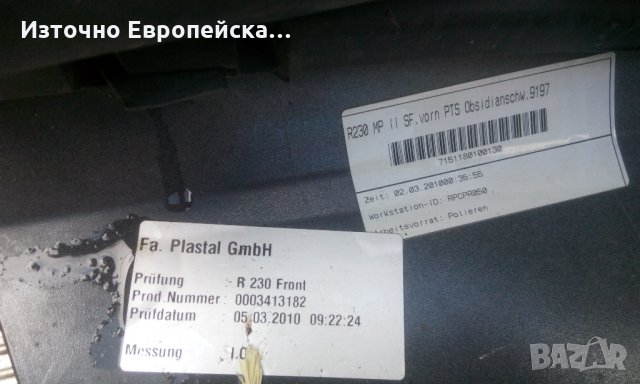 Източно Европейска...
R230 MP II SF.vorn PTS Obsidianschw.9197
7151180100130
Zeit: 02.03.201000:35:55
Workstation-ID: RPCPR050
Arbeitsvorrat: Polieren
Fa. Plastal GmbH
Prüfung :- R 230 Front
Prod.Nummer : 0003413182
Prüfdatum : 05.03.2010 09:22:24
Messung I.O.
BAZAR